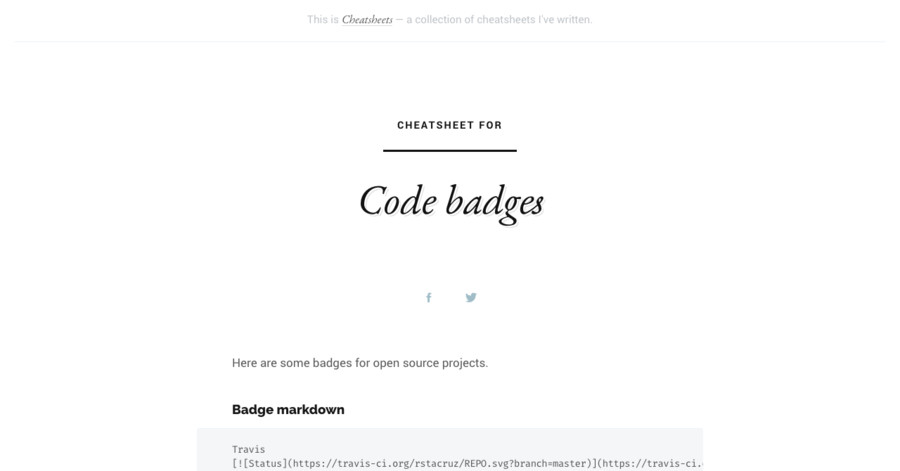 This is Cheatsheets — a collection of cheatsheets I've written.
CHEATSHEET FOR
Code badges
Here are some badges for open source projects.
Badge markdown
Travis
[![Status](https://travis-ci.org/rstacruz/REPO.svg?branch=master)](https://travis-ci.